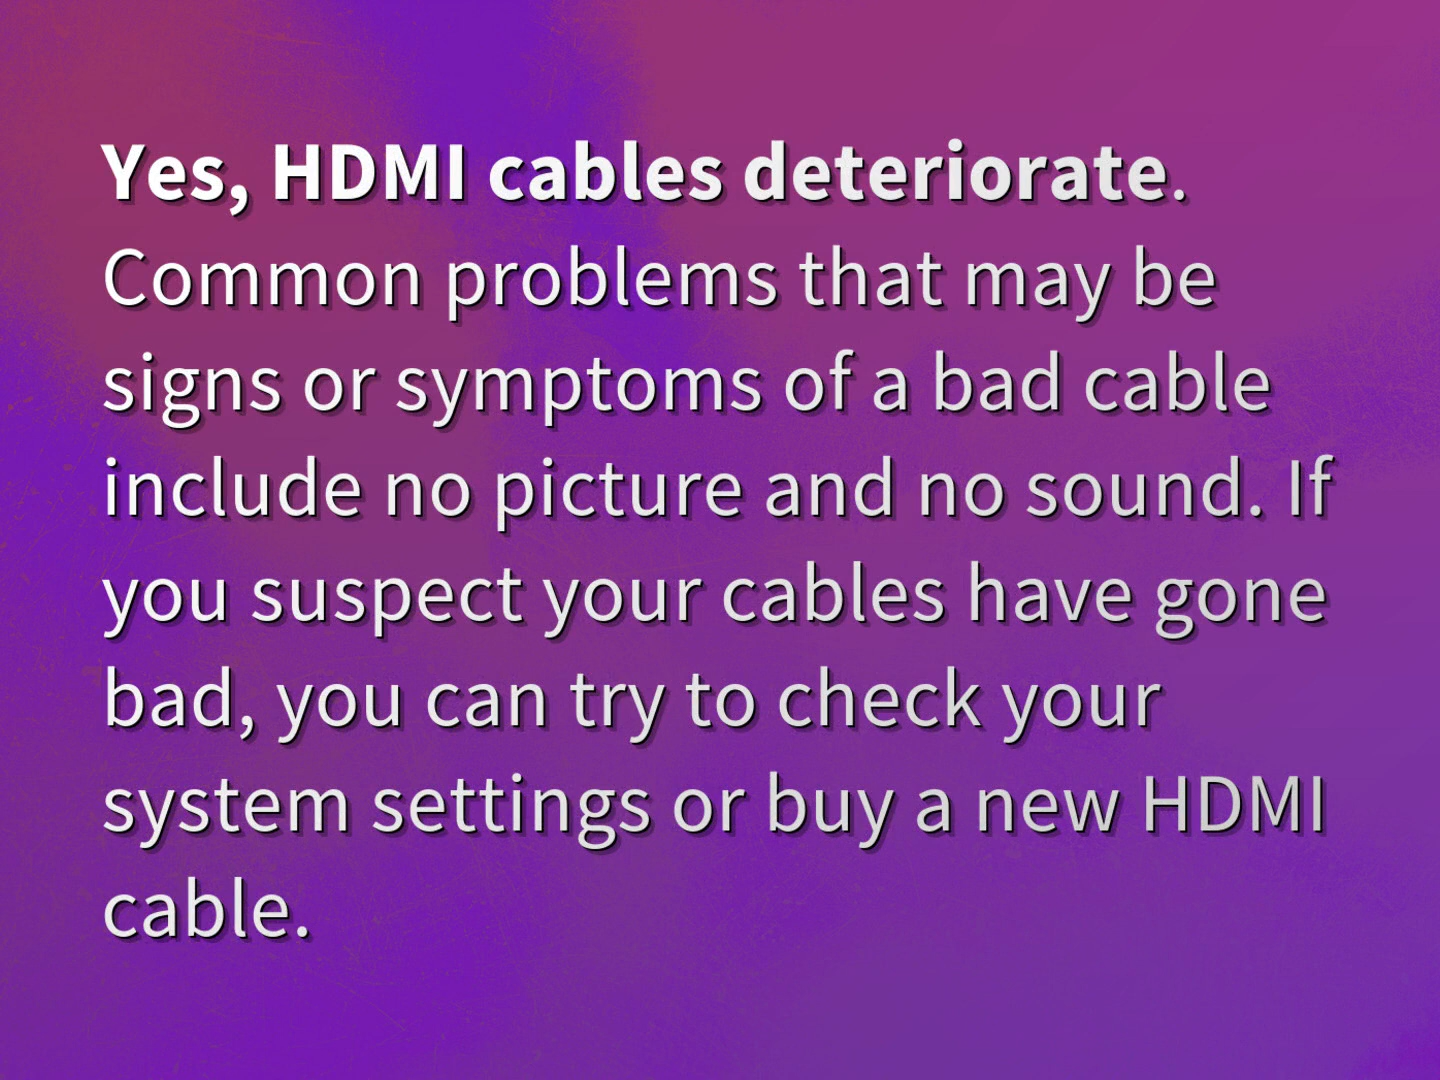 Yes, HDMI cables deteriorate.
Common problems that may be
signs or symptoms of a bad cable
include no picture and no sound. If
you suspect your cables have gone
bad, you can try to check your
system settings or buy a new HDMI
cable.